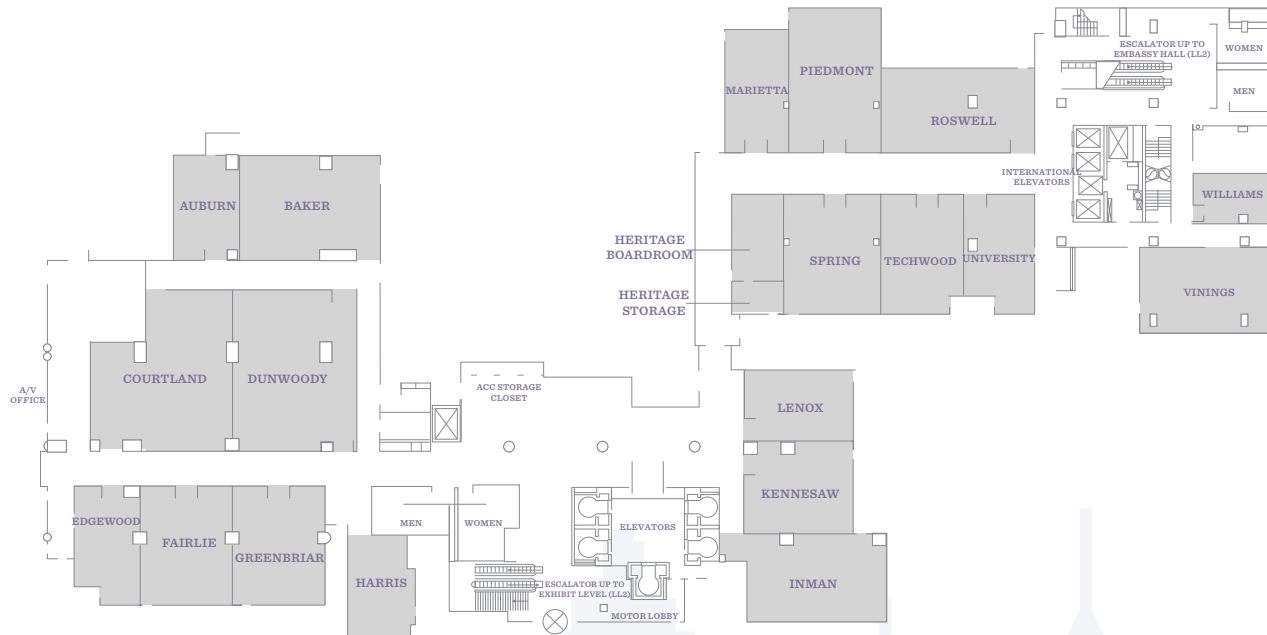 ESCALATOR UP TO
EMBASSY HALL (LL2)
WOMEN
MEN
PIEDMONT
MARIETTA
ROSWELL
INTERNATIONAL
ELEVATORS
WILLIAMS
AUBURN
BAKER
HERITAGE
BOARDROOM
SPRING
TECHWOOD
UNIVERSITY
HERITAGE
STORAGE
VININGS
COURTLAND
DUNWOODY
A/V
OFFICE
ACC STORAGE
CLOSET
LENOX
KENNESAW
EDGEWOOD
FAIRLIE
GREENBRIAR
MEN
WOMEN
ELEVATORS
HARRIS
ESCALATOR UP TO
EXHIBIT LEVEL (LL2)
INMAN
MOTOR LOBBY